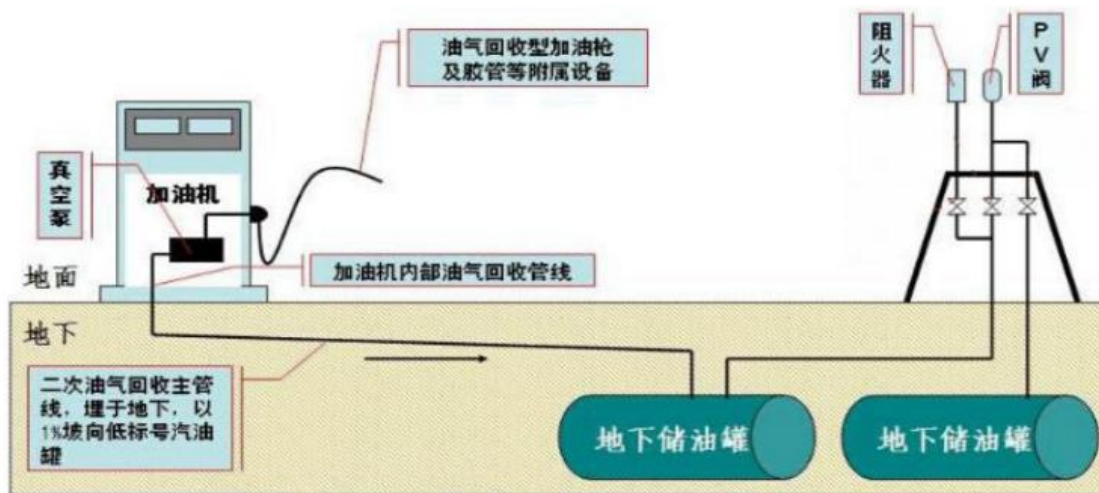 油气回收型加油枪
及胶管等附属设备
阻火器
PV阀
真空泵
加油机
加油机内部油气回收管线
地面
地下
二次油气回收主管
线，埋于地下，以
1%坡向低标号汽油
罐
地下储油罐
地下储油罐